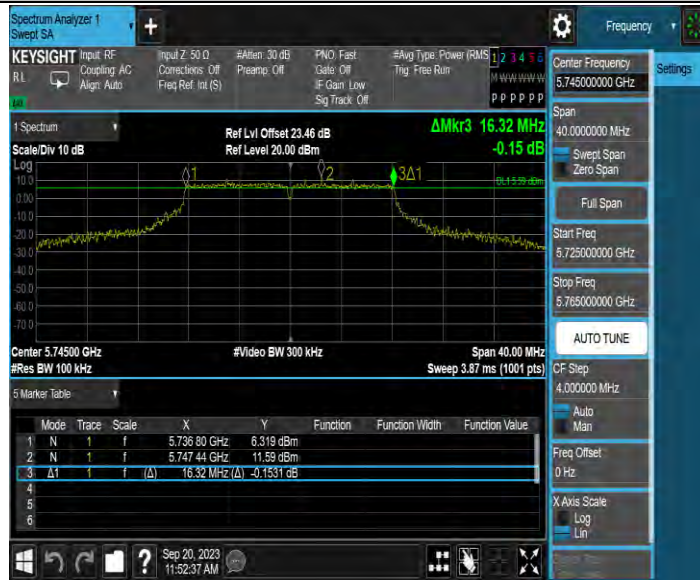 Spectrum Analyzer 1
Swept SA
Frequency
KEYSIGHT
RL
Input: RF
Coupling: AC
Align: Auto
Input Z: 50 Ω
Corrections: Off
Freq Ref: Int (S)
#Atten: 30 dB
Preamp: Off
PNO: Fast
Gate: Off
IF Gain: Low
Sig Track: Off
#Avg Type: Power (RMS
Trig: Free Run
1 2 3 4 5 6
M W W W W W
P P P P P P
Center Frequency
5.745000000 GHz
Settings
Span
40.0000000 MHz
Swept Span
Zero Span
Full Span
Start Freq
5.725000000 GHz
Stop Freq
5.765000000 GHz
AUTO TUNE
CF Step
4.000000 MHz
Auto
Man
Freq Offset
0 Hz
X Axis Scale
Log
Lin
1 Spectrum
Scale/Div 10 dB
Ref Lvl Offset 23.46 dB
Ref Level 20.00 dBm
ΔMkr3 16.32 MHz
-0.15 dB
Log
10.0
0.00
-20.0
-30.0
-50.0
-60.0
-70.0
1
2
3Δ1
DL1 5.59 dBm
Center 5.74500 GHz
#Video BW 300 kHz
Span 40.00 MHz
#Res BW 100 kHz
Sweep 3.87 ms (1001 pts)
5 Marker Table
Mode Trace Scale X Y Function Function Width Function Value
1 N 1 f 5.736 80 GHz 6.319 dBm
2 N 1 f 5.747 44 GHz 11.59 dBm
3 Δ1 1 f (Δ) 16.32 MHz (Δ) -0.1531 dB
4
5
6
?
Sep 20, 2023
11:52:37 AM